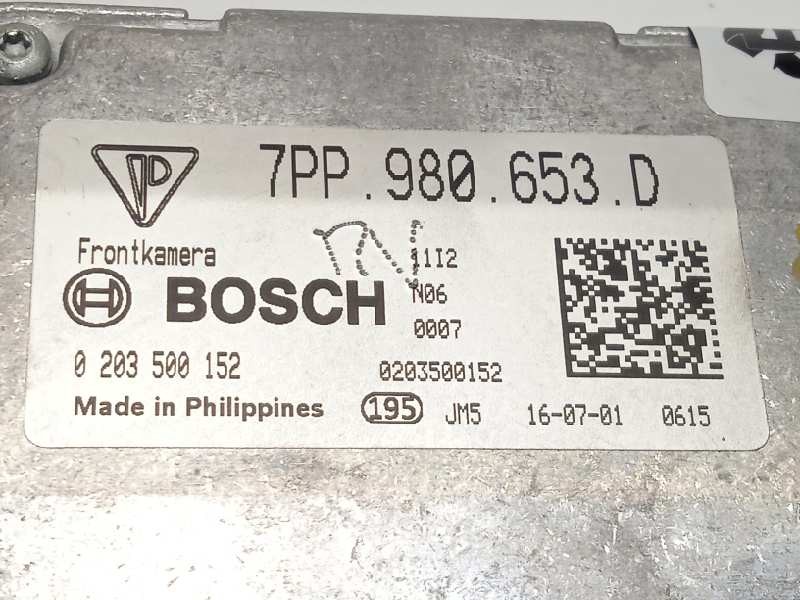 7PP.980.653.D
Frontkamera
11I2
BOSCH
N06
0007
0 203 500 152
0203500152
Made in Philippines
195
JM5
16-07-01
0615